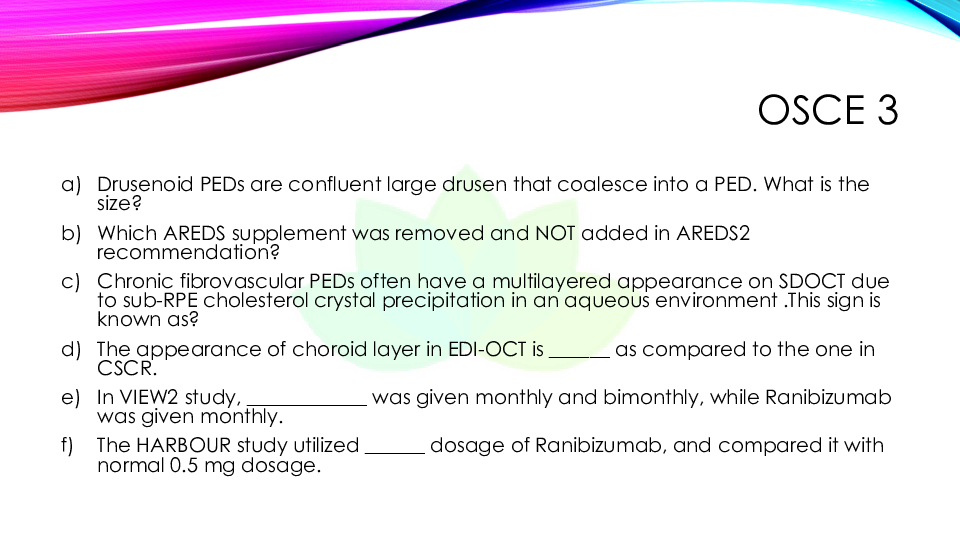 OSCE 3
a) Drusenoid PEDs are confluent large drusen that coalesce into a PED. What is the
size?
b) Which AREDS supplement was removed and NOT added in AREDS2
recommendation?
c) Chronic fibrovascular PEDs often have a multilayered appearance on SDOCT due
to sub-RPE cholesterol crystal precipitation in an aqueous environment .This sign is
known as?
d) The appearance of choroid layer in EDI-OCT is ______ as compared to the one in
CSCR.
e) In VIEW2 study, ____________ was given monthly and bimonthly, while Ranibizumab
was given monthly.
f) The HARBOUR study utilized ______ dosage of Ranibizumab, and compared it with
normal 0.5 mg dosage.